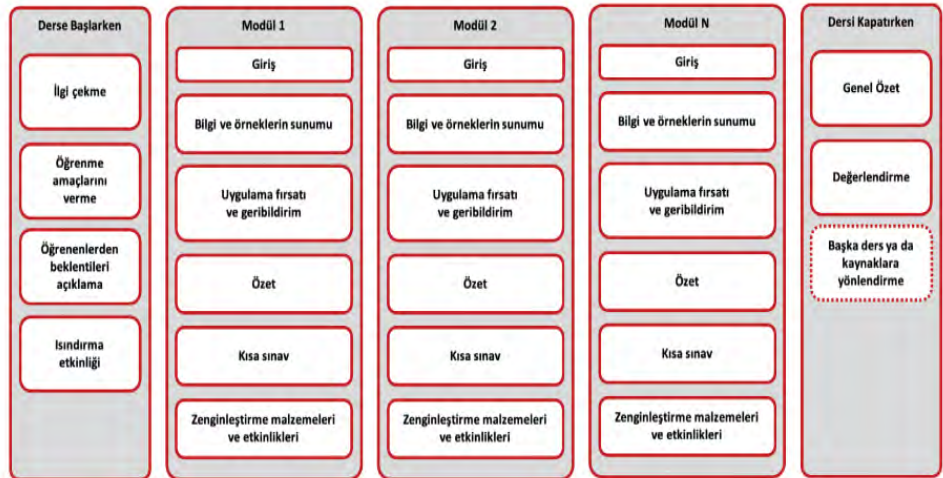 Derse Başlarken
İlgi çekme
Öğrenme
amaçlarını
verme
Öğrenenlerden
beklentileri
açıklama
Isındırma
etkinliği
Modül 1
Giriş
Bilgi ve örneklerin sunumu
Uygulama fırsatı
ve geribildirim
Özet
Kısa sınav
Zenginleştirme malzemeleri
ve etkinlikleri
Modül 2
Giriş
Bilgi ve örneklerin sunumu
Uygulama fırsatı
ve geribildirim
Özet
Kısa sınav
Zenginleştirme malzemeleri
ve etkinlikleri
Modül N
Giriş
Bilgi ve örneklerin sunumu
Uygulama fırsatı
ve geribildirim
Özet
Kısa sınav
Zenginleştirme malzemeleri
ve etkinlikleri
Dersi Kapatırken
Genel Özet
Değerlendirme
Başka ders ya da
kaynaklara
yönlendirme